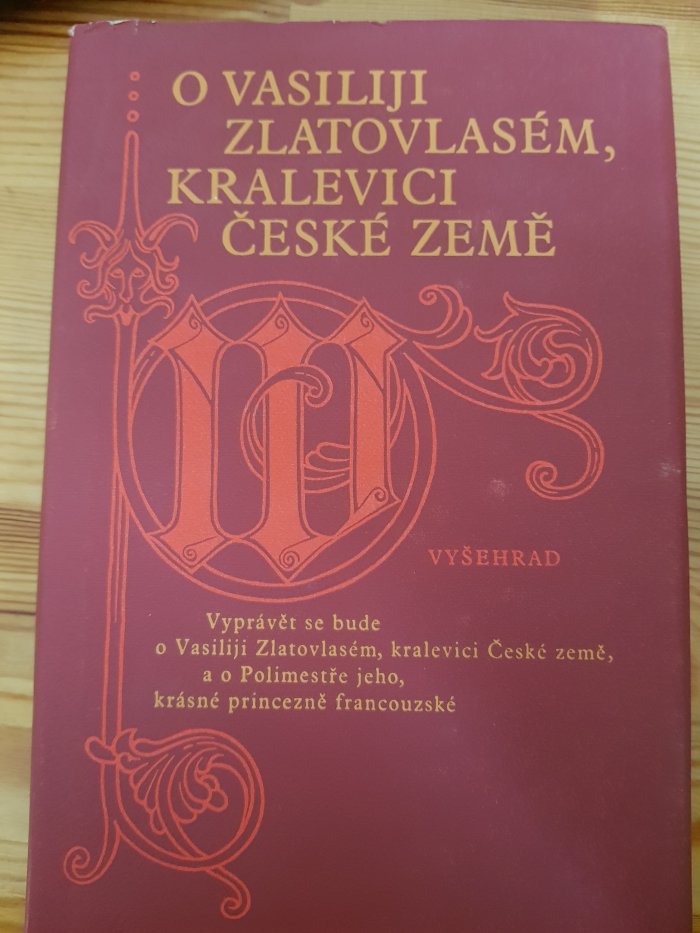 O VASILIJI
ZLATOVLASÉM,
KRALEVICI
ČESKÉ ZEMĚ
VYŠEHRAD
Vyprávět se bude
o Vasiliji Zlatovlasém, kralevici České země,
a o Polimestře jeho,
krásné princezně francouzské